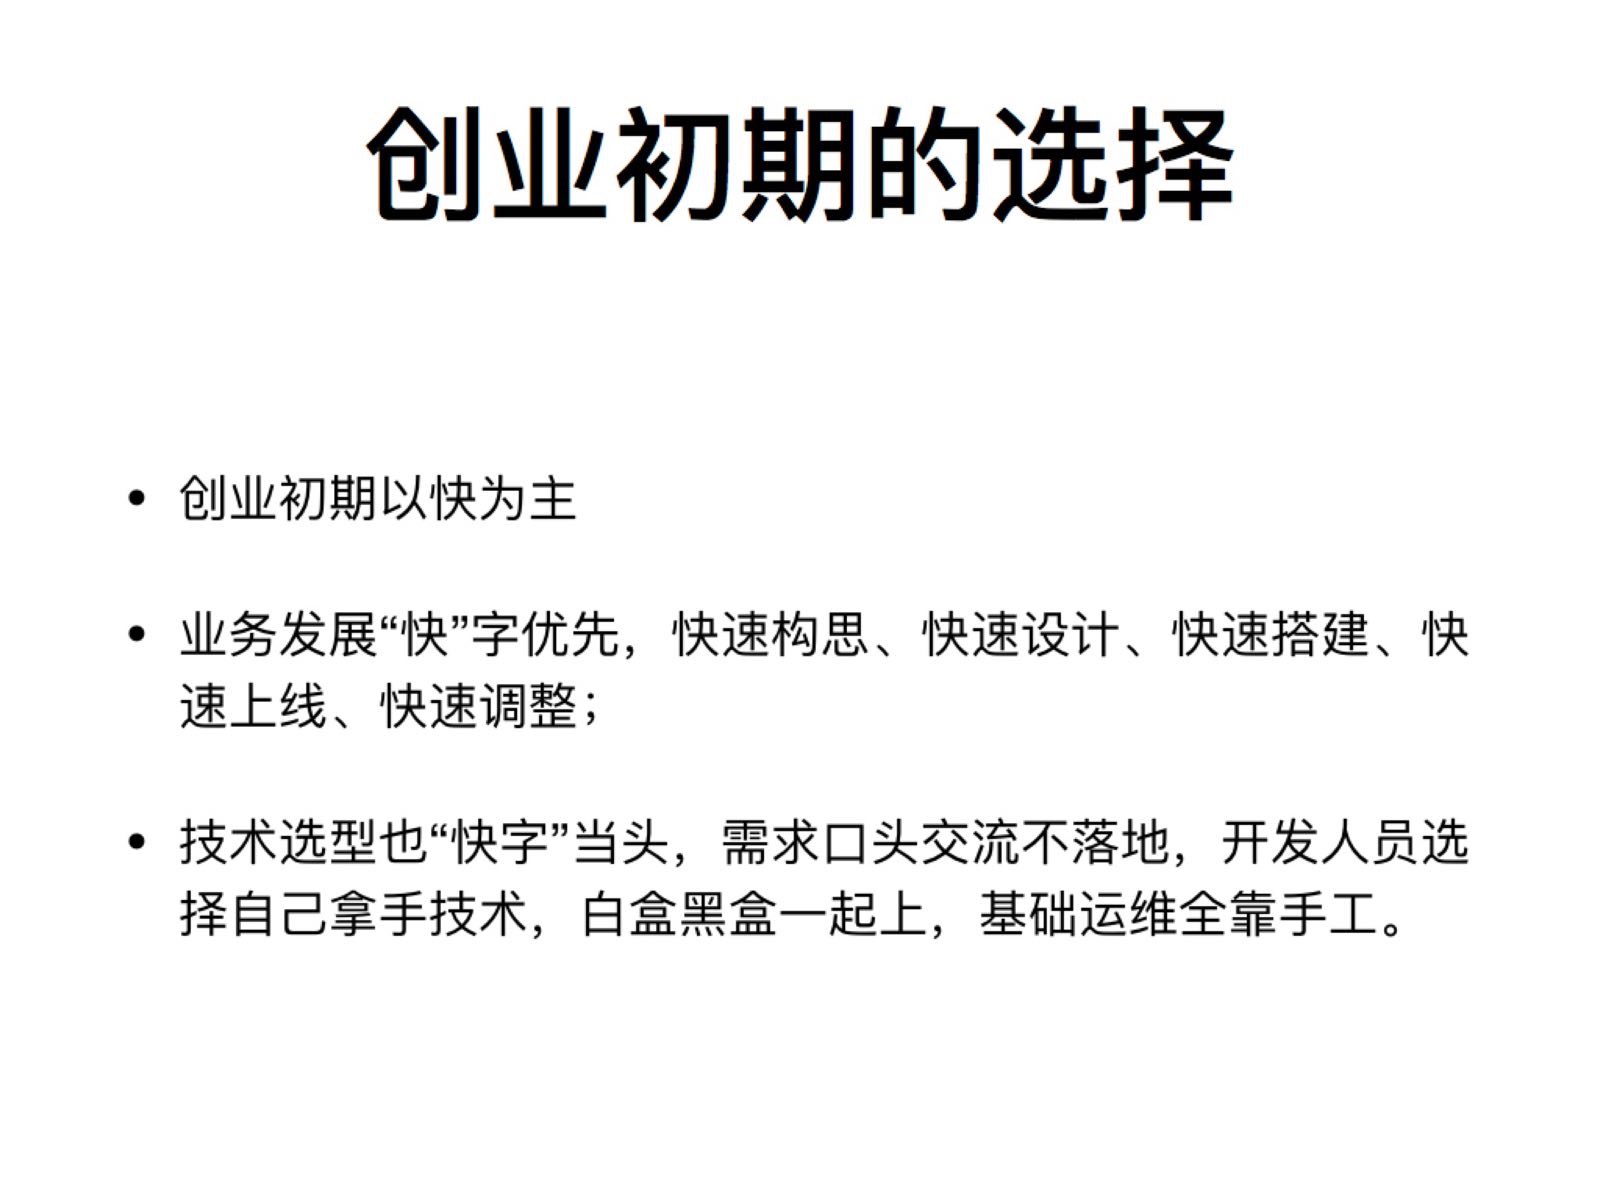 创业初期的选择
• 创业初期以快为主
• 业务发展“快”字优先，快速构思、快速设计、快速搭建、快
速上线、快速调整；
• 技术选型也“快字”当头，需求口头交流不落地，开发人员选
择自己拿手技术，白盒黑盒一起上，基础运维全靠手工。